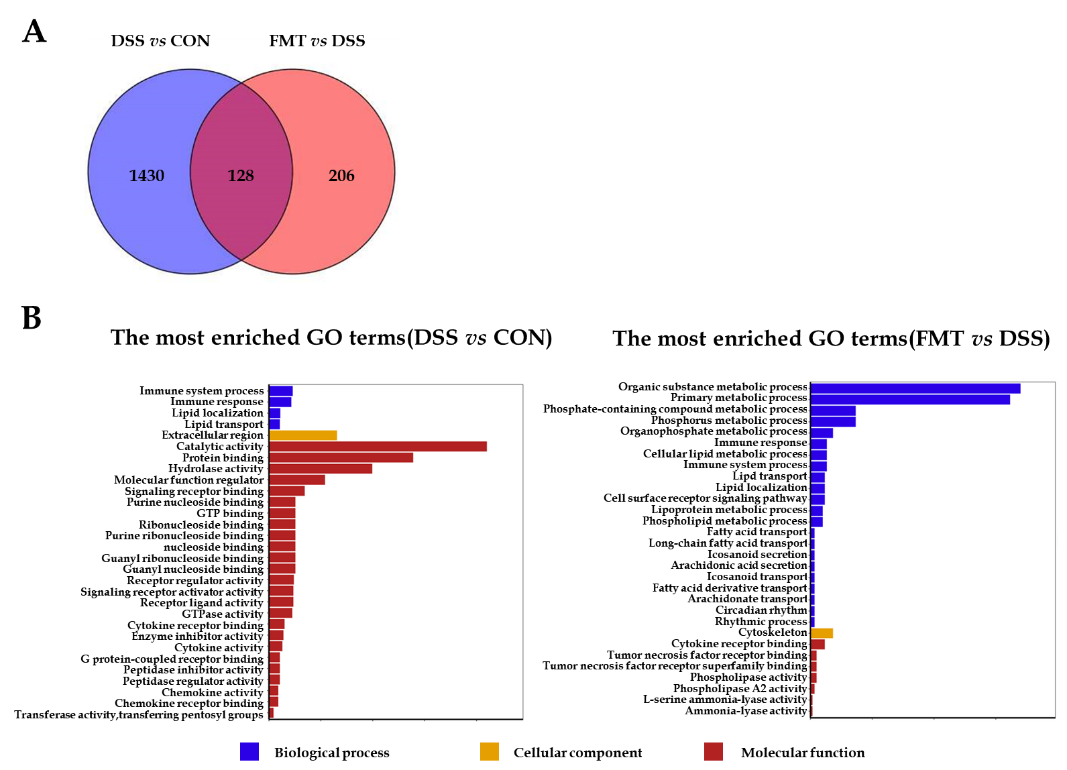 A
DSS vs CON
FMT vs DSS
1430
128
206
B
The most enriched GO terms(DSS vs CON)
Immune system process
Immune response
Lipid localization
Lipid transport
Extracellular region
Catalytic activity
Protein binding
Hydrolase activity
Molecular function regulator
Signaling receptor binding
Purine nucleoside binding
GTP binding
Ribonucleoside binding
Purine ribonucleoside binding
nucleoside binding
Guanyl ribonucleoside binding
Guanyl nucleoside binding
Receptor regulator activity
Signaling receptor activator activity
Receptor ligand activity
GTPase activity
Cytokine receptor binding
Enzyme inhibitor activity
Cytokine activity
G protein-coupled receptor binding
Peptidase inhibitor activity
Peptidase regulator activity
Chemokine activity
Chemokine receptor binding
Transferase activity,transferring pentosyl groups
The most enriched GO terms(FMT vs DSS)
Organic substance metabolic process
Primary metabolic process
Phosphate-containing compound metabolic process
Phosphorus metabolic process
Organophosphate metabolic process
Immune response
Cellular lipid metabolic process
Immune system process
Lipd transport
Lipid localization
Cell surface receptor signaling pathway
Lipoprotein metabolic process
Phospholipid metabolic process
Fatty acid transport
Long-chain fatty acid transport
Icosanoid secretion
Arachidonic acid secretion
Icosanoid transport
Fatty acid derivative transport
Arachidonate transport
Circadian rhythm
Rhythmic process
Cytoskeleton
Cytokine receptor binding
Tumor necrosis factor receptor binding
Tumor necrosis factor receptor superfamily binding
Phospholipase activity
Phospholipase A2 activity
L-serine ammonia-lyase activity
Ammonia-lyase activity
Biological process
Cellular component
Molecular function